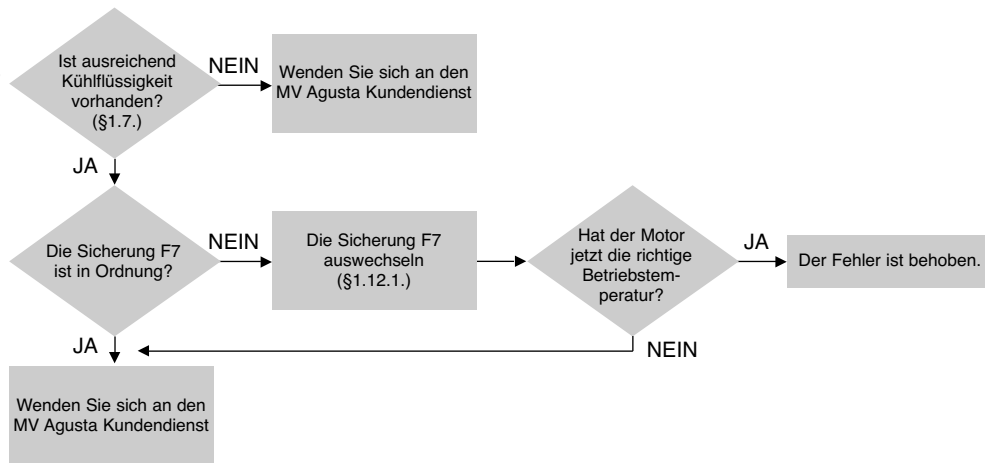 Ist ausreichend
Kühlflüssigkeit
vorhanden?
(§1.7.)
NEIN
Wenden Sie sich an den
MV Agusta Kundendienst
JA
Die Sicherung F7
ist in Ordnung?
NEIN
Die Sicherung F7
auswechseln
(§1.12.1.)
Hat der Motor
jetzt die richtige
Betriebstem-
peratur?
JA
Der Fehler ist behoben.
JA
NEIN
Wenden Sie sich an den
MV Agusta Kundendienst